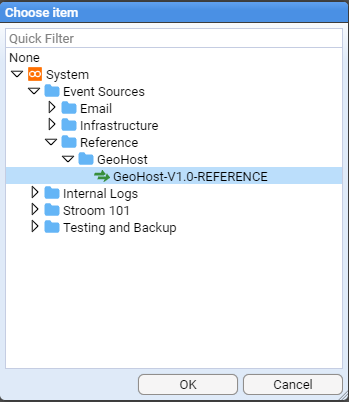 Choose item
Quick Filter
None
System
Event Sources
Email
Infrastructure
Reference
GeoHost
GeoHost-V1.0-REFERENCE
Internal Logs
Stroom 101
Testing and Backup
OK Cancel